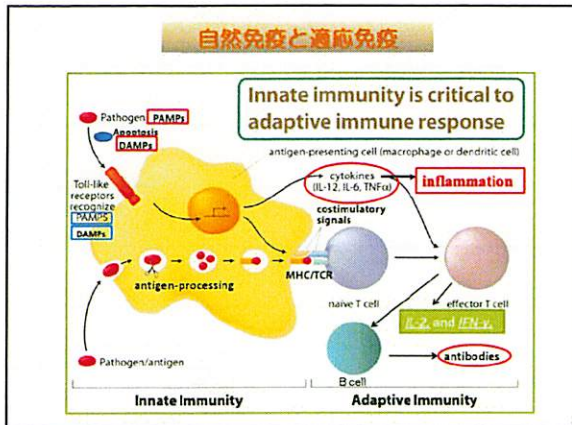 自然免疫と適応免疫
Innate immunity is critical to
adaptive immune response
Pathogen PAMPs
Apoptosis
DAMPs
antigen-presenting cell (macrophage or dendritic cell)
cytokines
(IL-12, IL-6, TNFα)
inflammation
Toll-like
receptors
recognize
PAMPS
DAMPs
costimulatory
signals
MHC/TCR
antigen-processing
naive T cell
effector T cell
IL-2, and IFN-γ.
Pathogen/antigen
B cell
antibodies
Innate Immunity
Adaptive Immunity